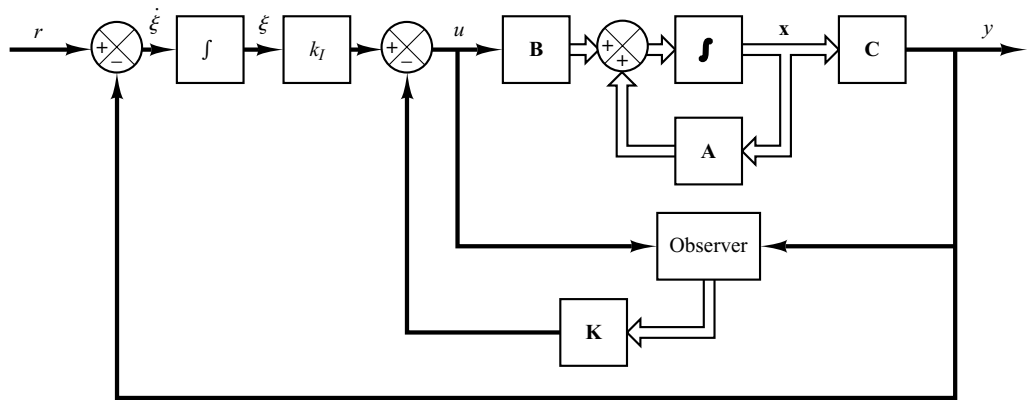 r
+
−
ξ̇
∫
ξ
k_I
+
−
u
B
+
+
∫
x
C
y
A
Observer
K